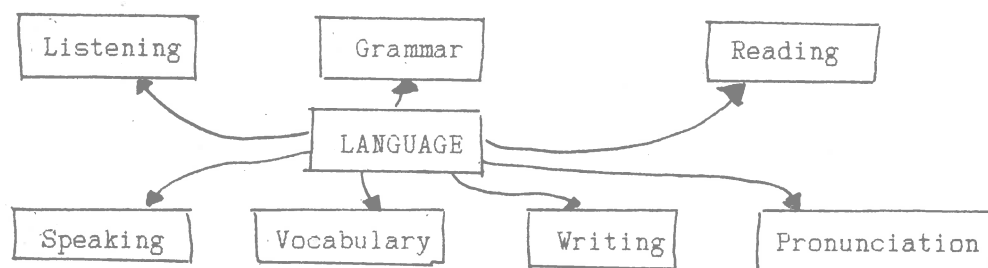 Listening
Grammar
Reading
LANGUAGE
Speaking
Vocabulary
Writing
Pronunciation